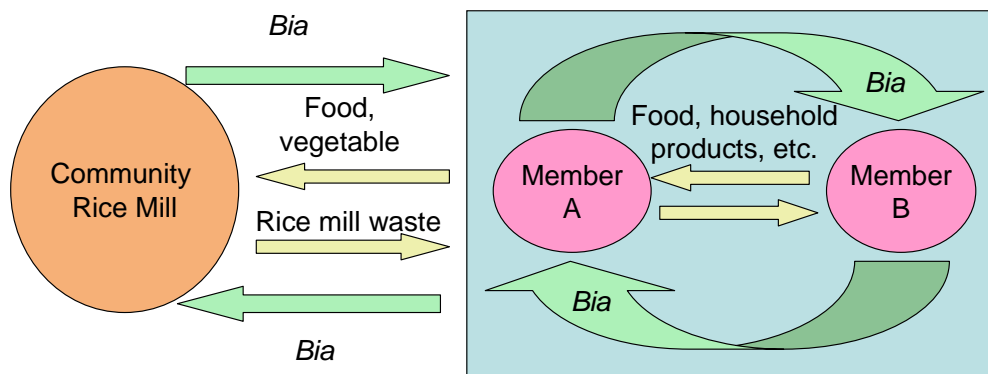 Bia
Food,
vegetable
Community
Rice Mill
Rice mill waste
Bia
Bia
Food, household
products, etc.
Member
A
Member
B
Bia